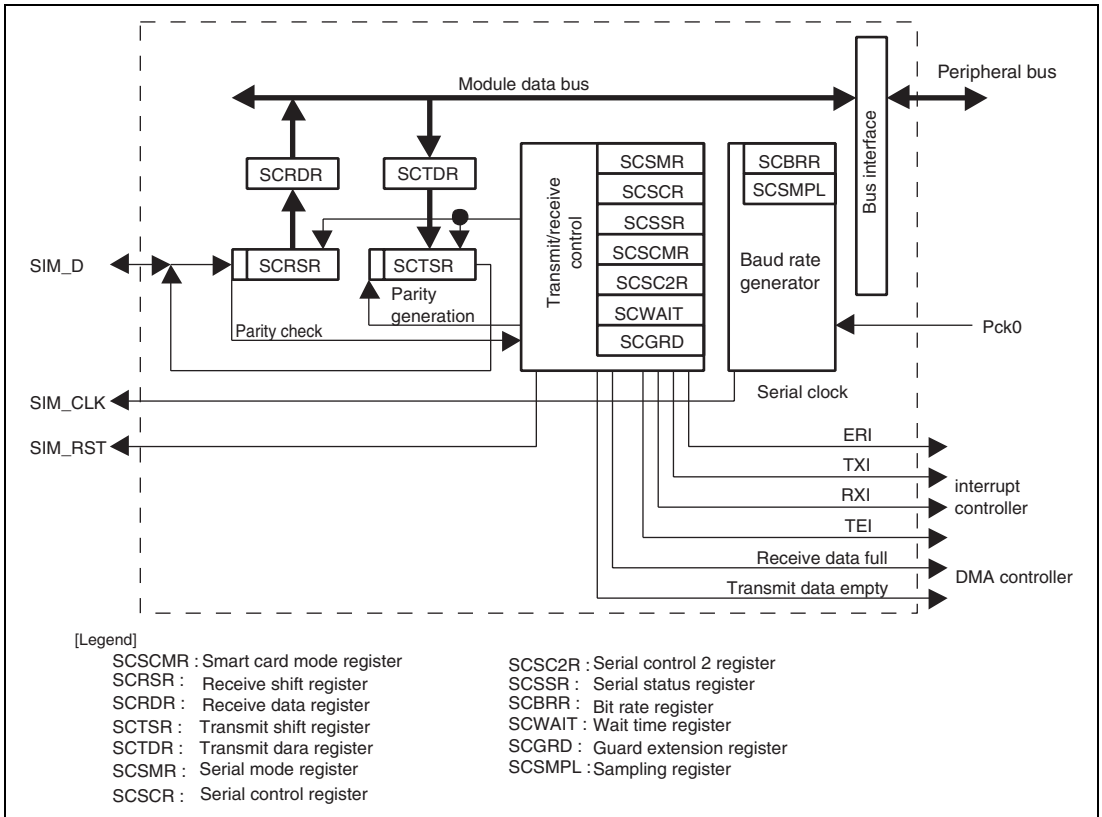 Module data bus
Peripheral bus
Bus interface
SCRDR
SCTDR
Transmit/receive
control
SCSMR
SCSCR
SCSSR
SCSCMR
SCSC2R
SCWAIT
SCGRD
SCBRR
SCSMPL
Baud rate
generator
SIM_D
SCRSR
SCTSR
Parity
generation
Parity check
Pck0
SIM_CLK
Serial clock
SIM_RST
ERI
TXI
RXI
TEI
interrupt
controller
Receive data full
Transmit data empty
DMA controller
[Legend]
SCSCMR : Smart card mode register
SCRSR : Receive shift register
SCRDR : Receive data register
SCTSR : Transmit shift register
SCTDR : Transmit dara register
SCSMR : Serial mode register
SCSCR : Serial control register
SCSC2R : Serial control 2 register
SCSSR : Serial status register
SCBRR : Bit rate register
SCWAIT : Wait time register
SCGRD : Guard extension register
SCSMPL : Sampling register